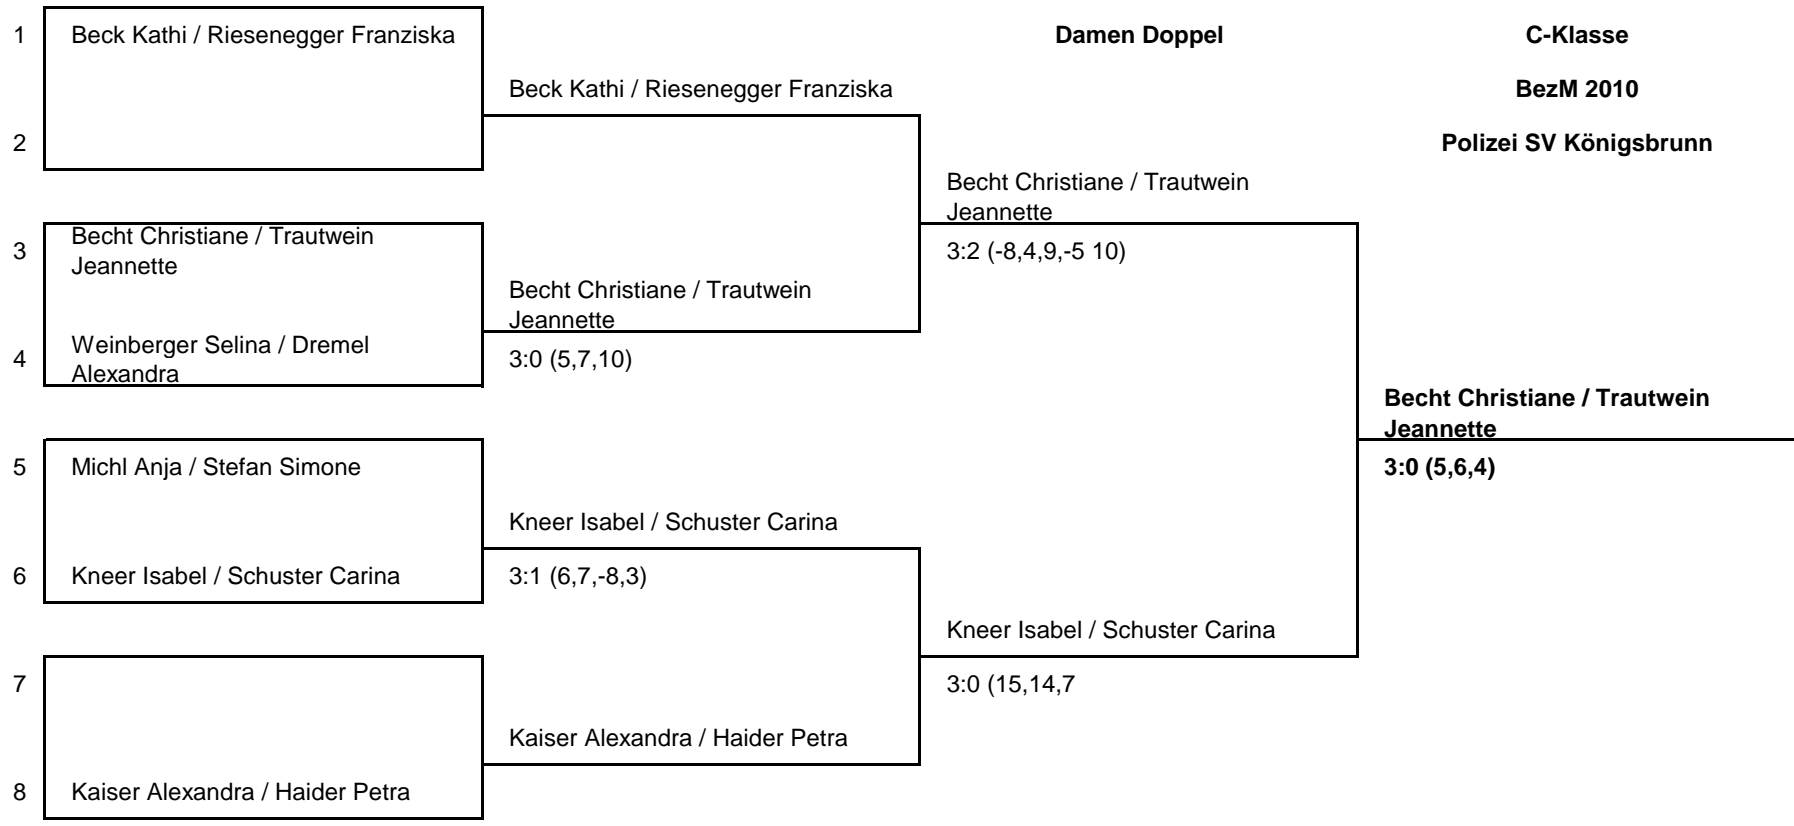 1 Beck Kathi / Riesenegger Franziska Damen Doppel C-Klasse
Beck Kathi / Riesenegger Franziska BezM 2010
2 Polizei SV Königsbrunn
Becht Christiane / Trautwein
Jeannette
3 Becht Christiane / Trautwein
Jeannette
3:2 (-8,4,9,-5 10)
Becht Christiane / Trautwein
Jeannette
4 Weinberger Selina / Dremel
Alexandra
3:0 (5,7,10)
Becht Christiane / Trautwein
Jeannette
5 Michl Anja / Stefan Simone 3:0 (5,6,4)
Kneer Isabel / Schuster Carina
6 Kneer Isabel / Schuster Carina 3:1 (6,7,-8,3)
Kneer Isabel / Schuster Carina
7 3:0 (15,14,7
Kaiser Alexandra / Haider Petra
8 Kaiser Alexandra / Haider Petra